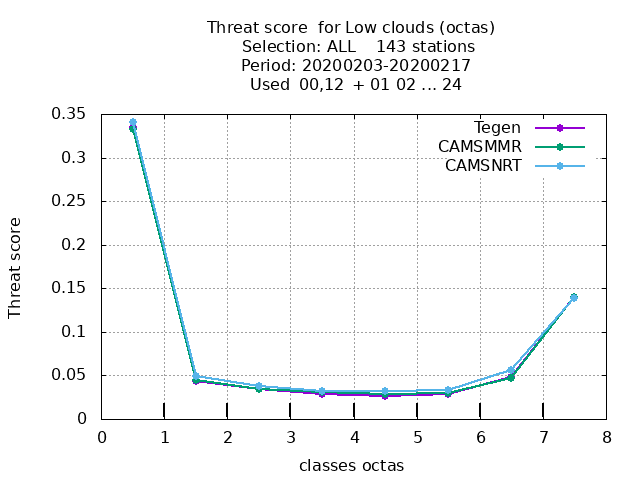 Threat score  for Low clouds (octas)
Selection: ALL    143 stations
Period: 20200203-20200217
Used  00,12  + 01 02 ... 24
Threat score
0.35
0.3
0.25
0.2
0.15
0.1
0.05
0
Tegen
CAMSMMR
CAMSNRT
0 1 2 3 4 5 6 7 8
classes octas